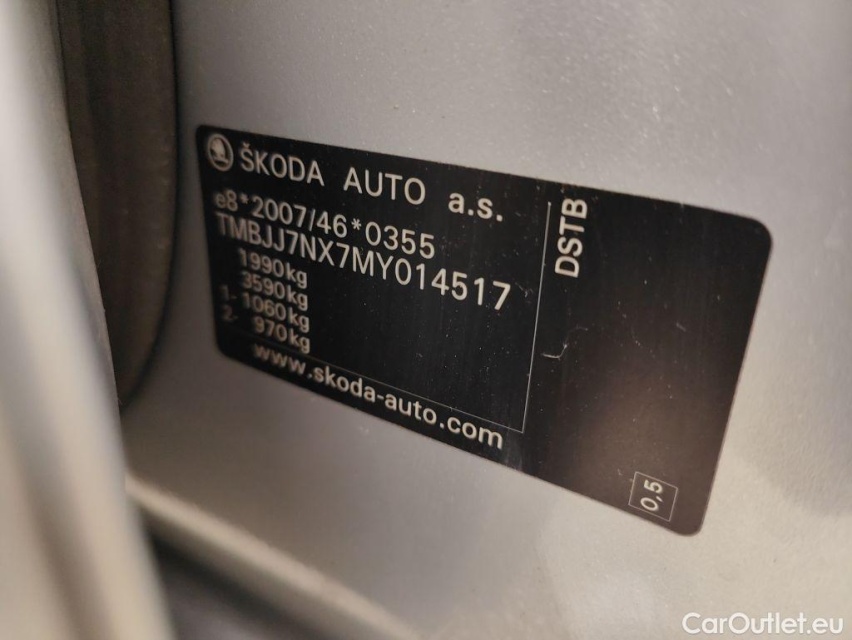 ŠKODA AUTO a.s.
e8*2007/46*0355
TMBJJ7NX7MY014517
1990kg
3590kg
1- 1060kg
2- 970kg
www.skoda-auto.com
DSTB
0,5
CarOutlet.eu